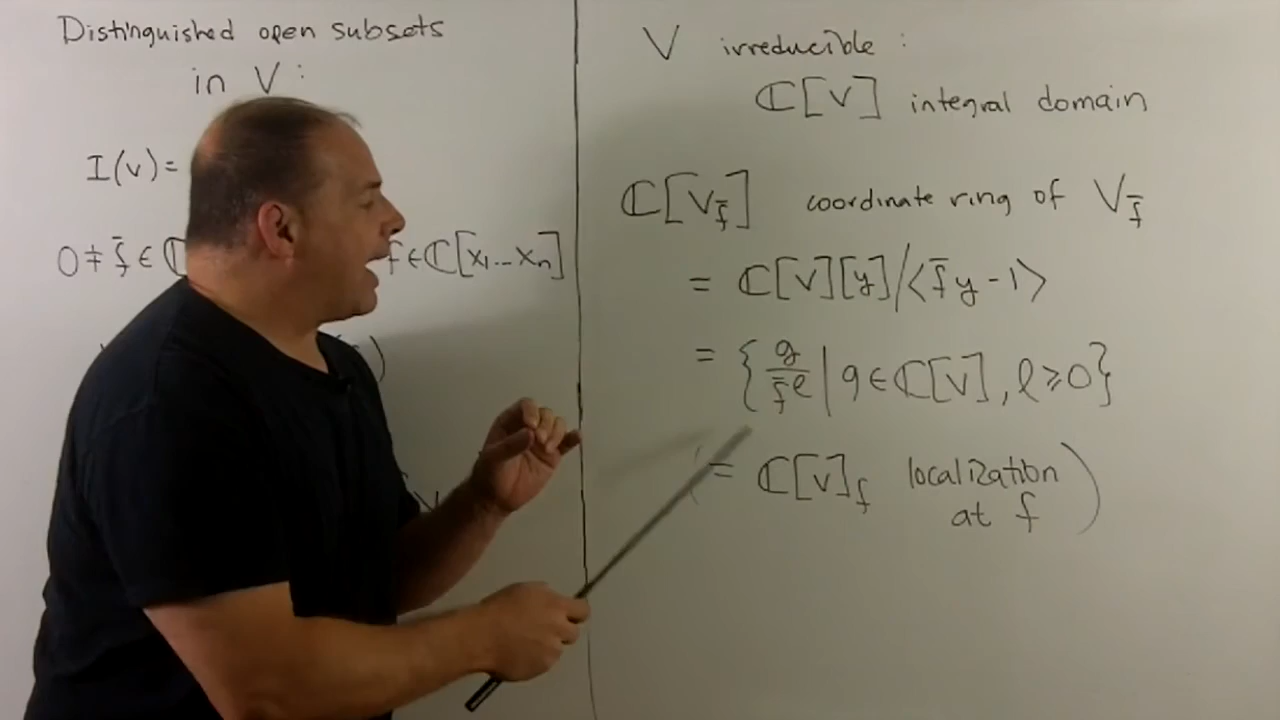 Distinguished open subsets
in V :
I(v) =
0 ≠ f̄ ∈ ℂ f ∈ ℂ[x₁...xₙ]
V irreducible :
ℂ[V] integral domain
ℂ[V_f̄] coordinate ring of V_f̄
= ℂ[V][y]/<f̄y - 1>
= { g/f̄^ℓ | g ∈ ℂ[V], ℓ ≥ 0 }
( = ℂ[V]_f localization
at f )